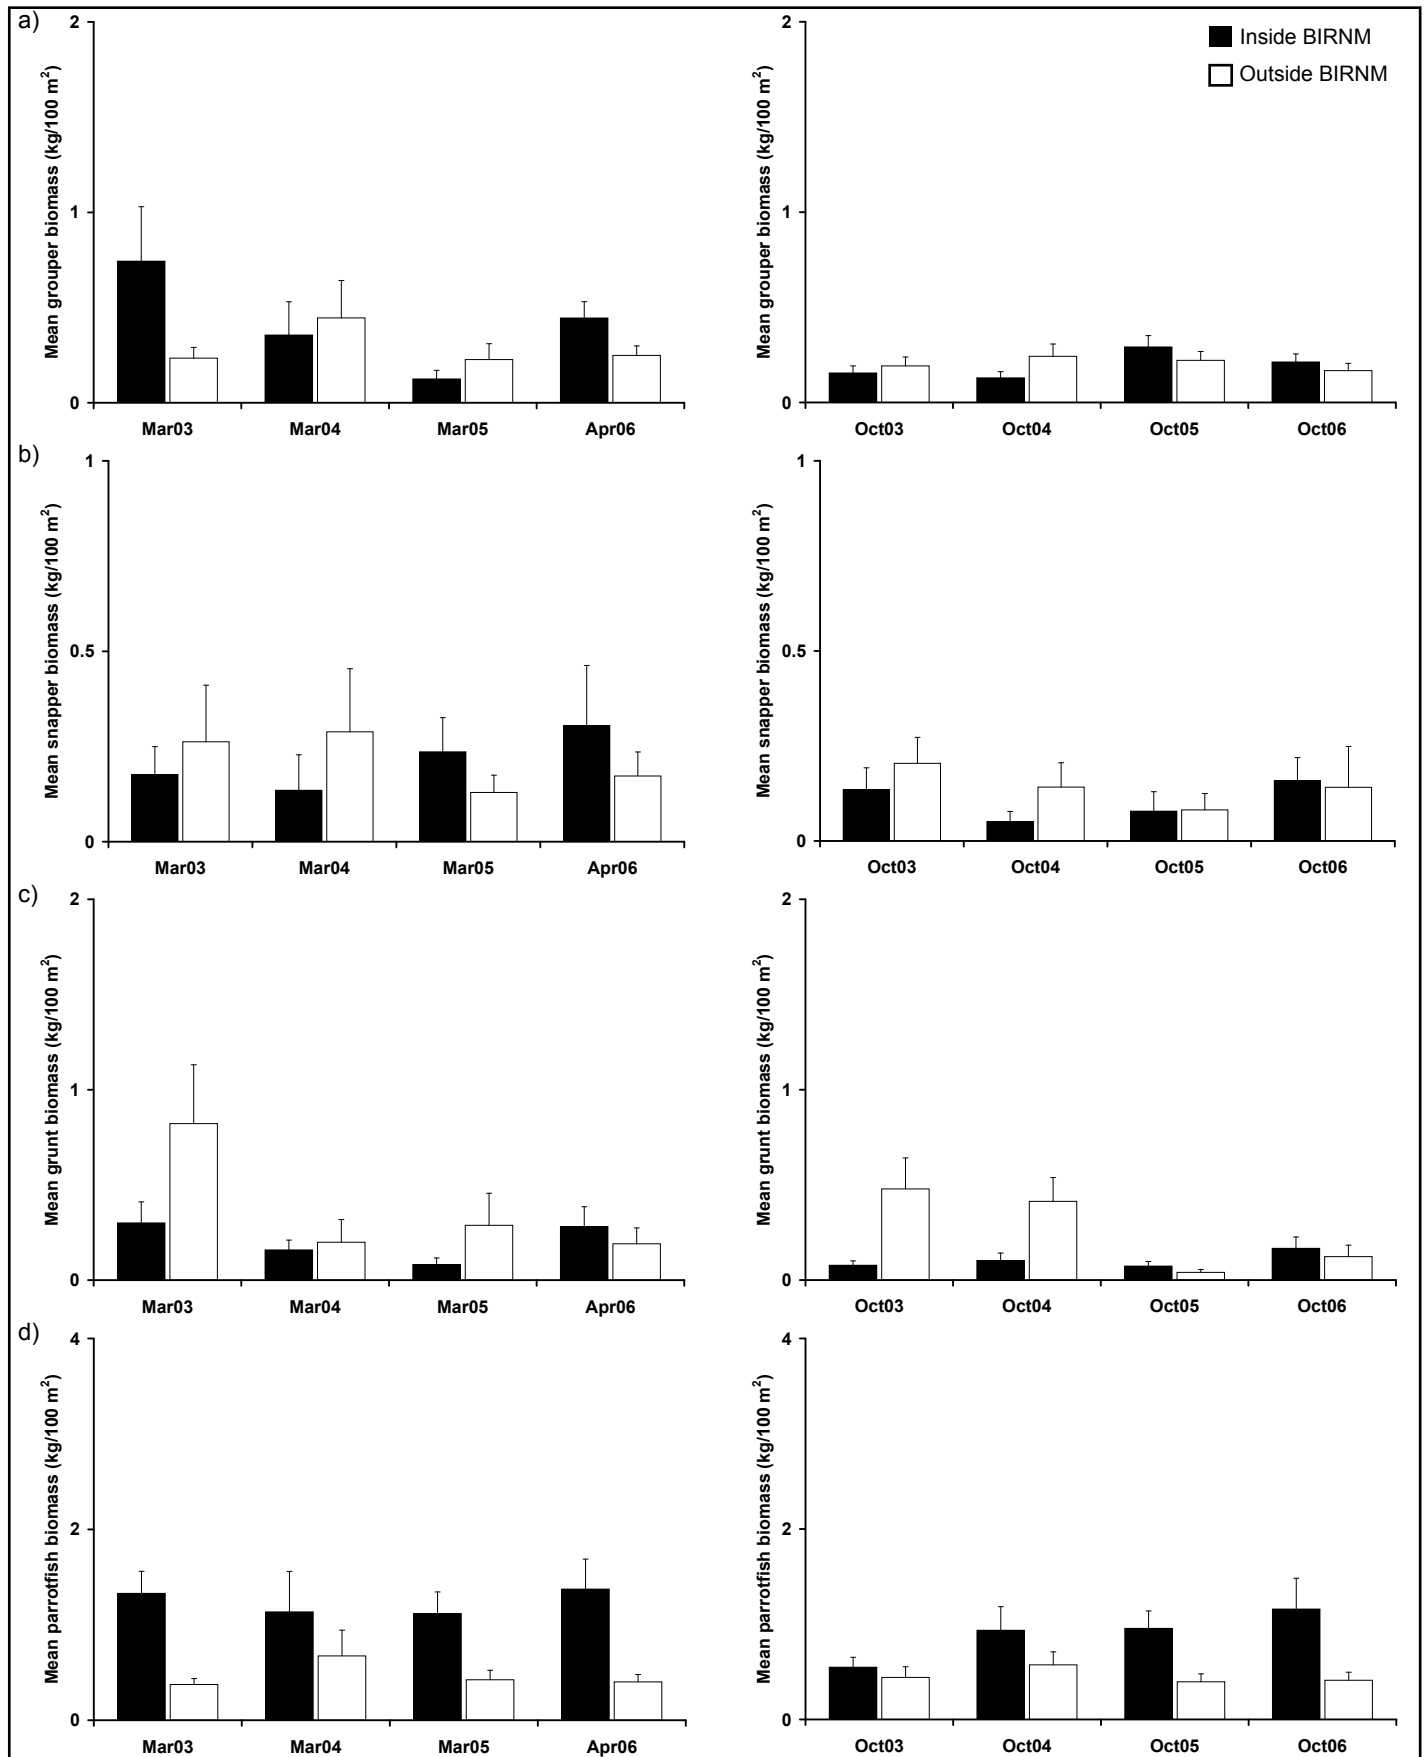 a)
Mean grouper biomass (kg/100 m²)
2
1
0
Mar03 Mar04 Mar05 Apr06
Mean grouper biomass (kg/100 m²)
2
1
0
Oct03 Oct04 Oct05 Oct06
Inside BIRNM
Outside BIRNM
b)
Mean snapper biomass (kg/100 m²)
1
0.5
0
Mar03 Mar04 Mar05 Apr06
Mean snapper biomass (kg/100 m²)
1
0.5
0
Oct03 Oct04 Oct05 Oct06
c)
Mean grunt biomass (kg/100 m²)
2
1
0
Mar03 Mar04 Mar05 Apr06
Mean grunt biomass (kg/100 m²)
2
1
0
Oct03 Oct04 Oct05 Oct06
d)
Mean parrotfish biomass (kg/100 m²)
4
2
0
Mar03 Mar04 Mar05 Apr06
Mean parrotfish biomass (kg/100 m²)
4
2
0
Oct03 Oct04 Oct05 Oct06